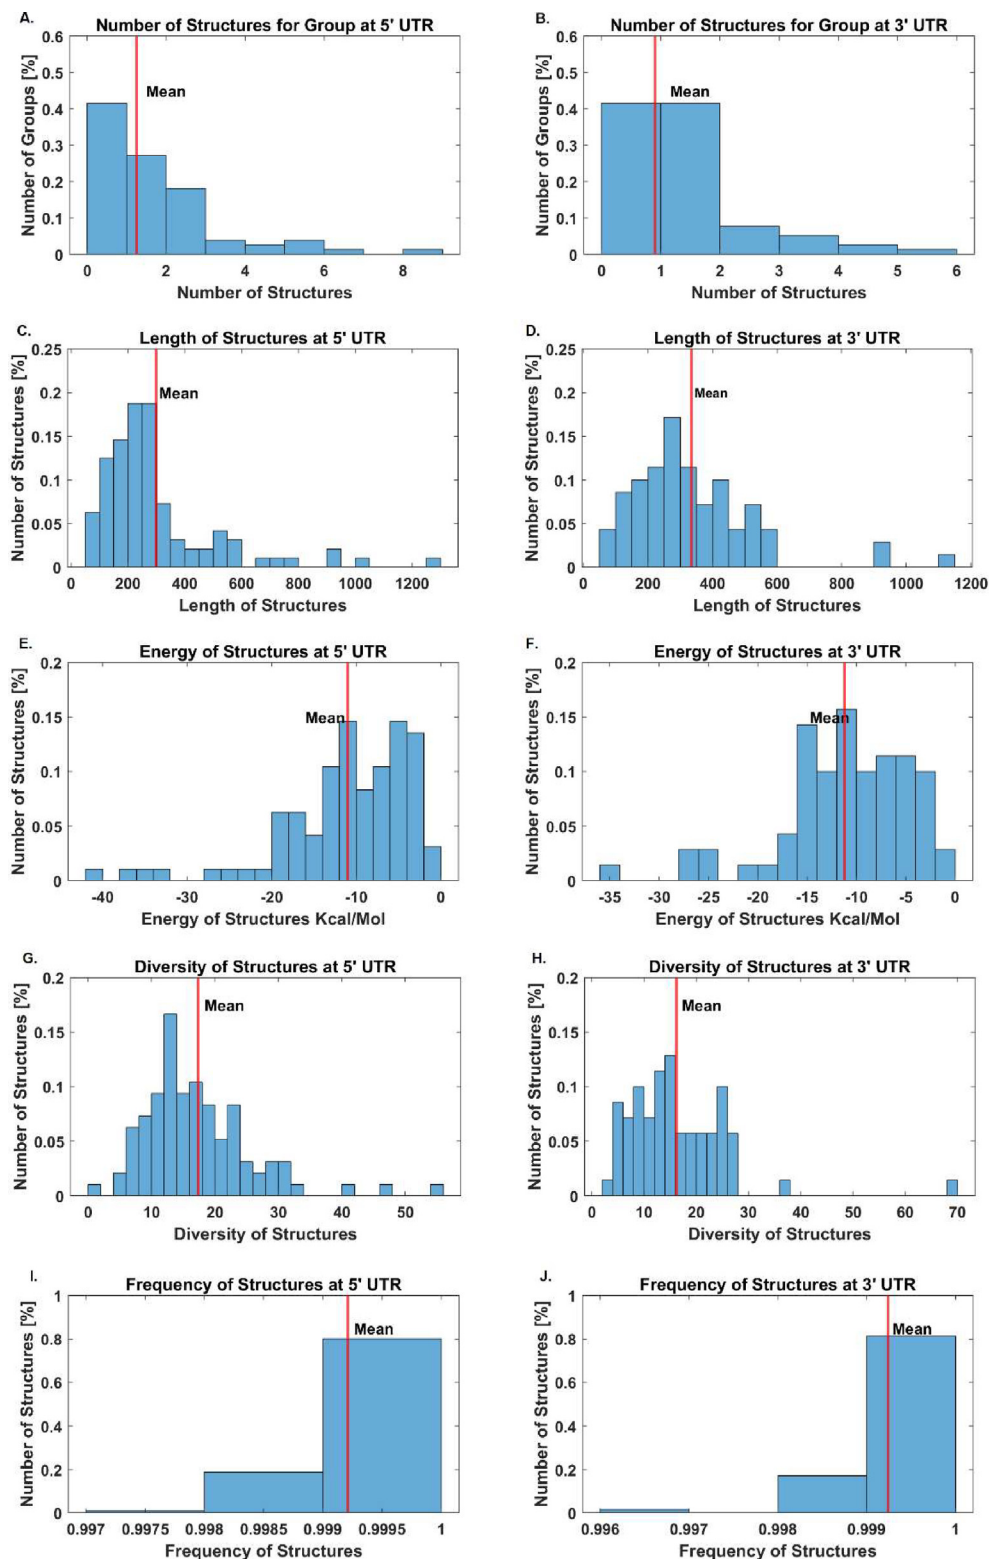 A.
Number of Structures for Group at 5' UTR
0.6
0.5
0.4
0.3
0.2
0.1
0
Number of Groups [%]
Mean
0 2 4 6 8
Number of Structures
B.
Number of Structures for Group at 3' UTR
0.6
0.5
0.4
0.3
0.2
0.1
0
Number of Groups [%]
Mean
0 1 2 3 4 5 6
Number of Structures
C.
Length of Structures at 5' UTR
0.25
0.2
0.15
0.1
0.05
0
Number of Structures [%]
Mean
0 200 400 600 800 1000 1200
Length of Structures
D.
Length of Structures at 3' UTR
0.25
0.2
0.15
0.1
0.05
0
Number of Structures [%]
Mean
0 200 400 600 800 1000 1200
Length of Structures
E.
Energy of Structures at 5' UTR
0.2
0.15
0.1
0.05
0
Number of Structures [%]
Mean
-40 -30 -20 -10 0
Energy of Structures Kcal/Mol
F.
Energy of Structures at 3' UTR
0.2
0.15
0.1
0.05
0
Number of Structures [%]
Mean
-35 -30 -25 -20 -15 -10 -5 0
Energy of Structures Kcal/Mol
G.
Diversity of Structures at 5' UTR
0.2
0.15
0.1
0.05
0
Number of Structures [%]
Mean
0 10 20 30 40 50
Diversity of Structures
H.
Diversity of Structures at 3' UTR
0.2
0.15
0.1
0.05
0
Number of Structures [%]
Mean
0 10 20 30 40 50 60 70
Diversity of Structures
I.
Frequency of Structures at 5' UTR
1
0.8
0.6
0.4
0.2
0
Number of Structures [%]
Mean
0.997 0.9975 0.998 0.9985 0.999 0.9995 1
Frequency of Structures
J.
Frequency of Structures at 3' UTR
1
0.8
0.6
0.4
0.2
0
Number of Structures [%]
Mean
0.996 0.997 0.998 0.999 1
Frequency of Structures